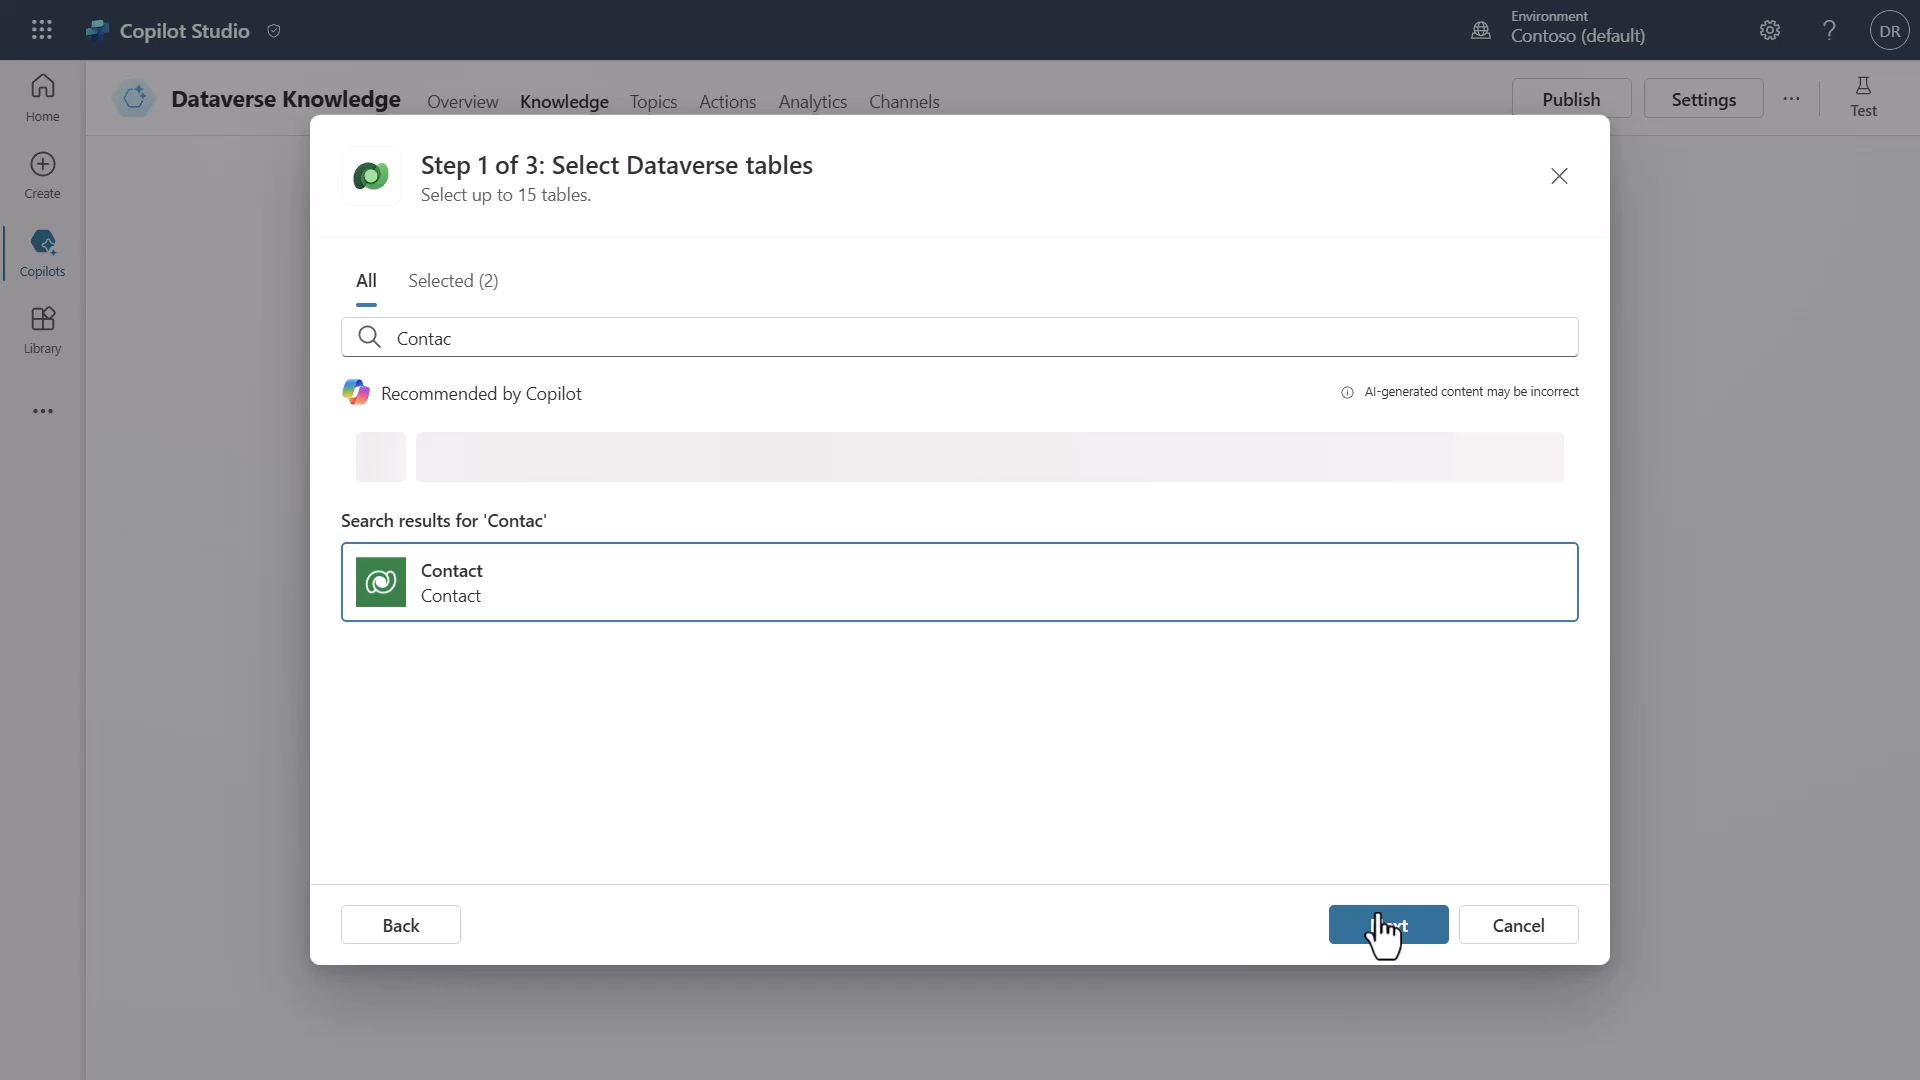 Copilot Studio
Environment
Contoso (default)
DR
Home
Create
Copilots
Library
Dataverse Knowledge
Overview
Knowledge
Topics
Actions
Analytics
Channels
Publish
Settings
Test
Step 1 of 3: Select Dataverse tables
Select up to 15 tables.
All
Selected (2)
Contac
Recommended by Copilot
AI-generated content may be incorrect
Search results for 'Contac'
Contact
Contact
Back
Cancel